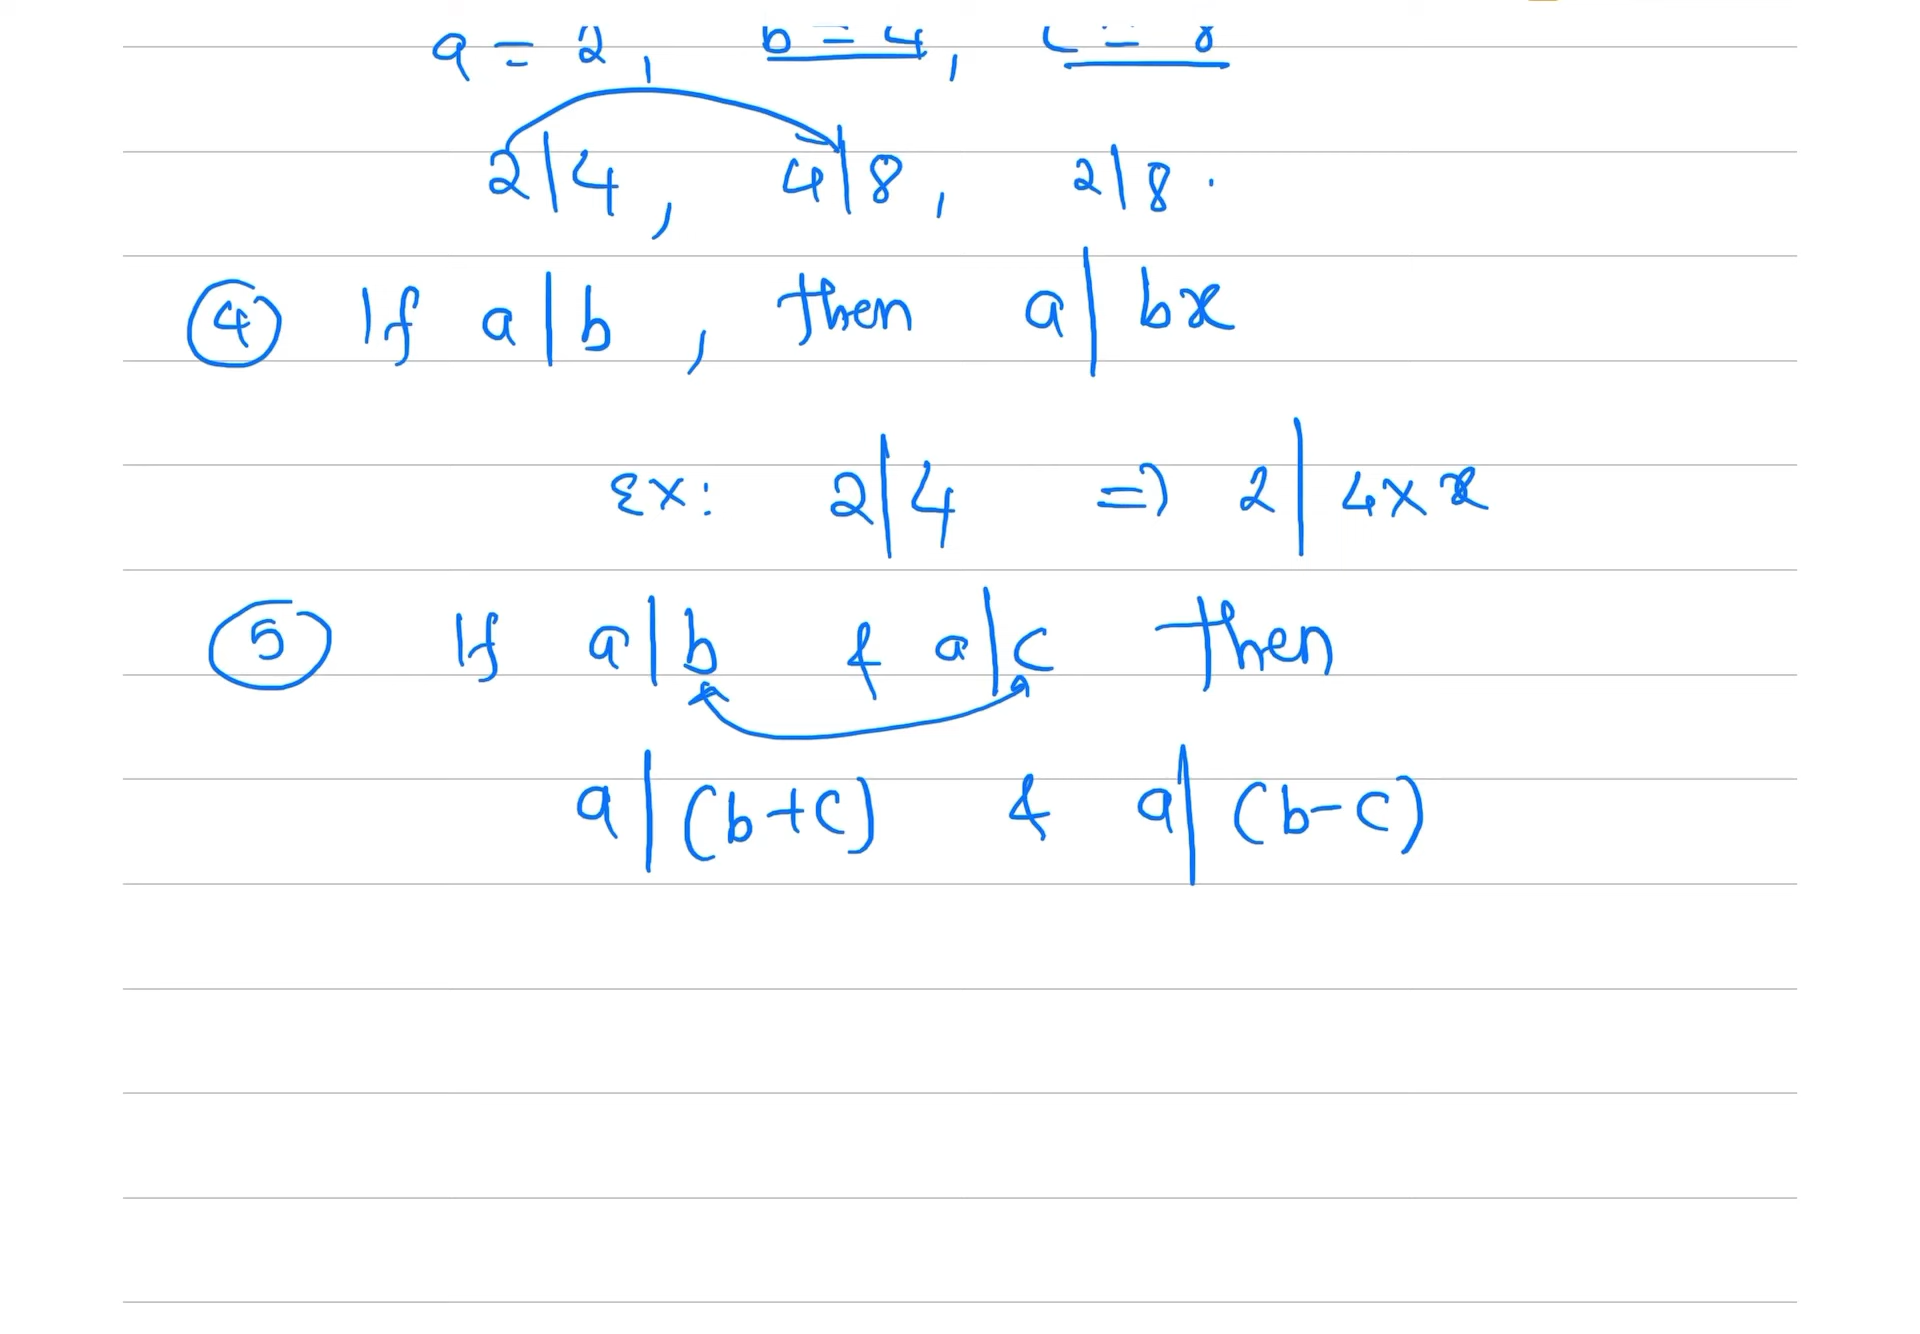 a = 2, b = 4, c = 8
2|4, 4|8, 2|8.
④ If a|b, then a|bx
Ex: 2|4 => 2|4×x
⑤ If a|b & a|c then
a|(b+c) & a|(b-c)